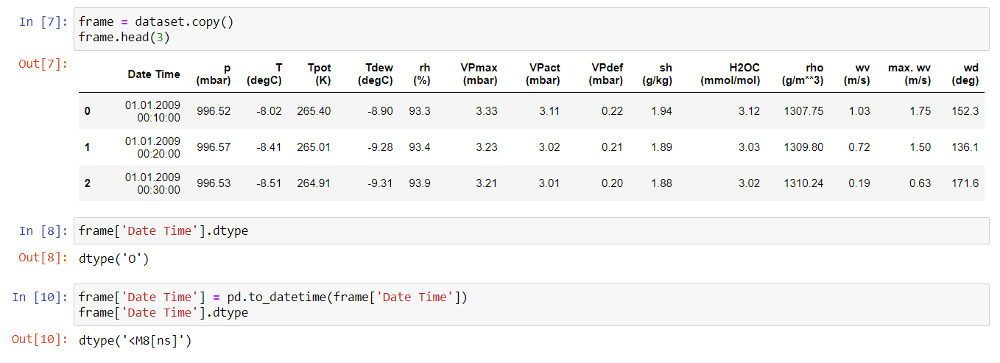 In [7]: frame = dataset.copy()
frame.head(3)
Out[7]:
Date Time p (mbar) T (degC) Tpot (K) Tdew (degC) rh (%) VPmax (mbar) VPact (mbar) VPdef (mbar) sh (g/kg) H2OC (mmol/mol) rho (g/m**3) wv (m/s) max. wv (m/s) wd (deg)
0 01.01.2009 00:10:00 996.52 -8.02 265.40 -8.90 93.3 3.33 3.11 0.22 1.94 3.12 1307.75 1.03 1.75 152.3
1 01.01.2009 00:20:00 996.57 -8.41 265.01 -9.28 93.4 3.23 3.02 0.21 1.89 3.03 1309.80 0.72 1.50 136.1
2 01.01.2009 00:30:00 996.53 -8.51 264.91 -9.31 93.9 3.21 3.01 0.20 1.88 3.02 1310.24 0.19 0.63 171.6
In [8]: frame['Date Time'].dtype
Out[8]: dtype('O')
In [10]: frame['Date Time'] = pd.to_datetime(frame['Date Time'])
frame['Date Time'].dtype
Out[10]: dtype('<M8[ns]')